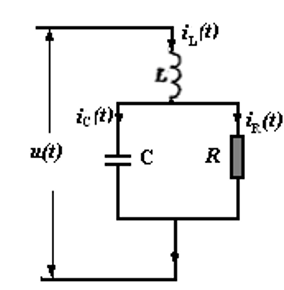 i_L(t)
L
i_C(t)
i_R(t)
u(t)
C
R